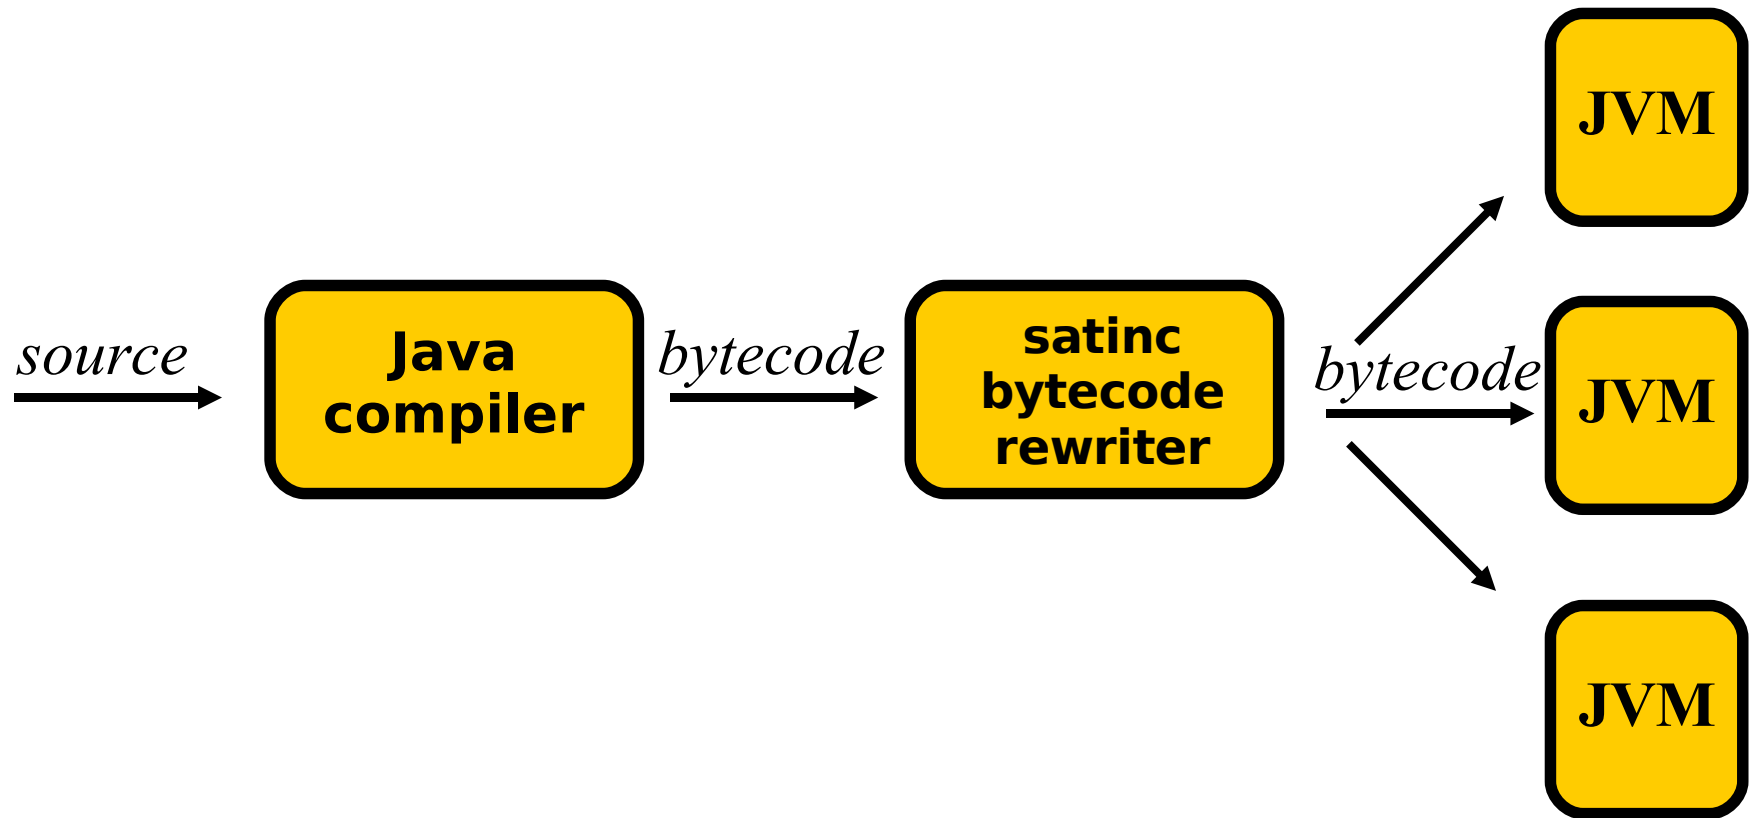 source
Java
compiler
bytecode
satinc
bytecode
rewriter
bytecode
JVM
JVM
JVM